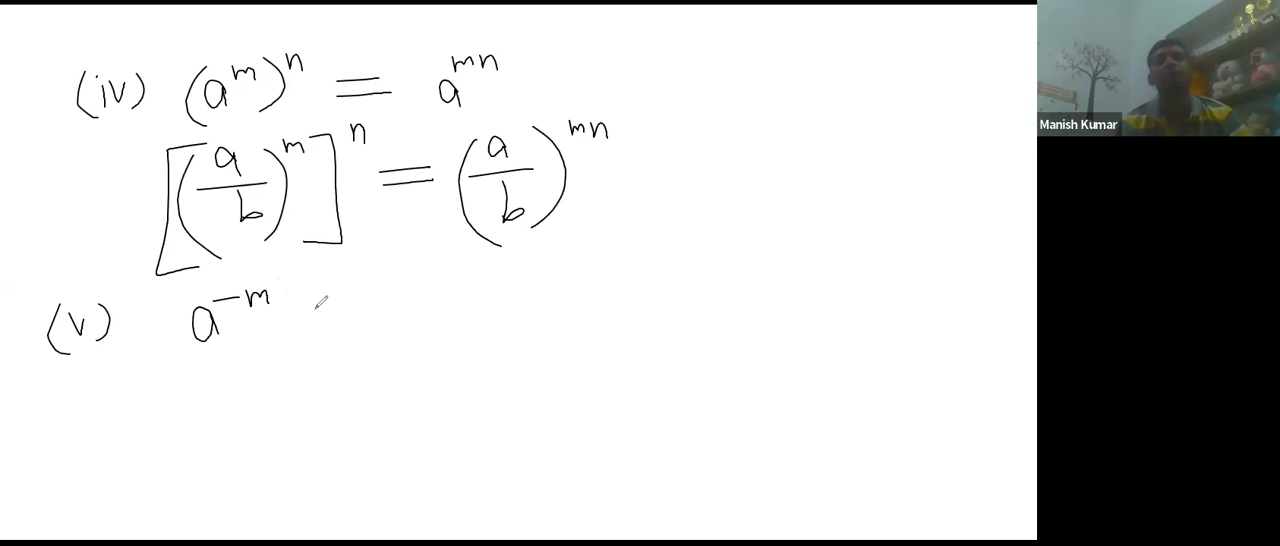 (iv) (a^m)^n = a^mn
[(a/b)^m]^n = (a/b)^mn
(v) a^-m
Manish Kumar